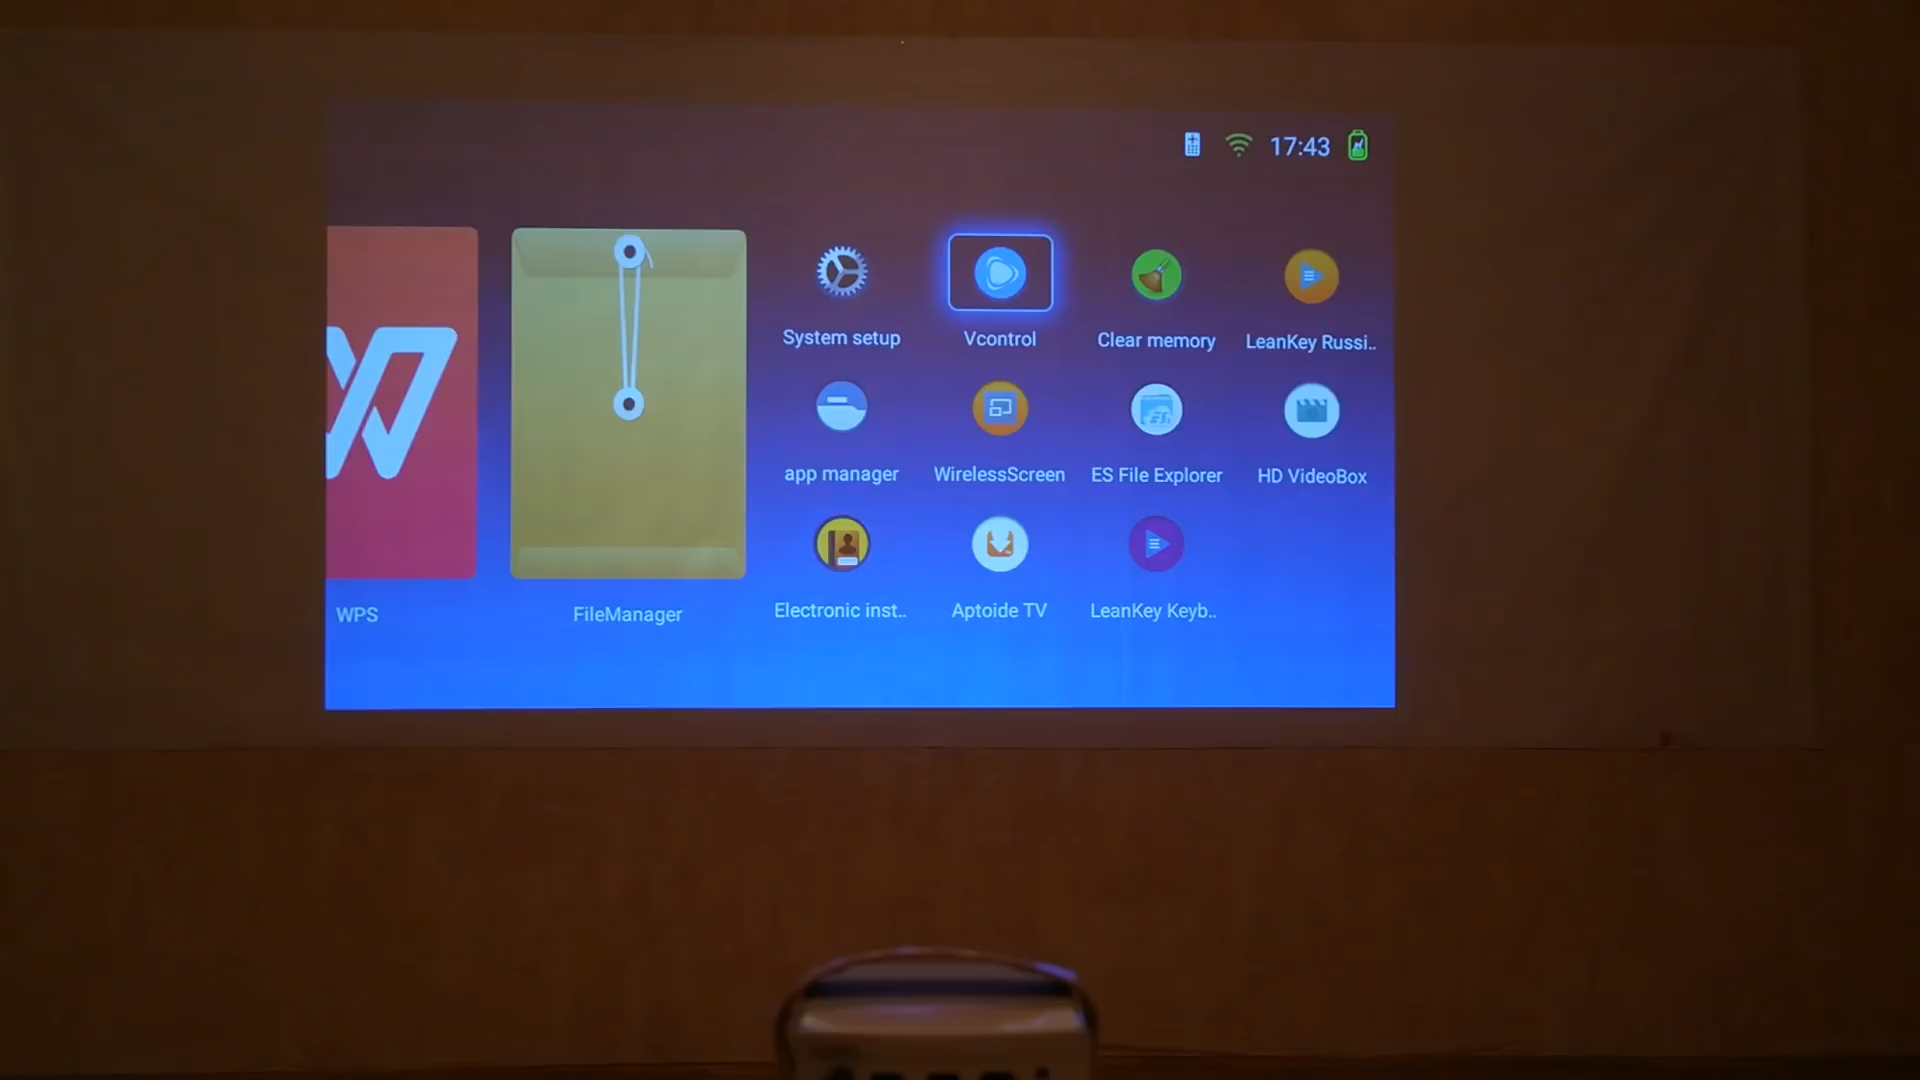 17:43
System setup
Vcontrol
Clear memory
LeanKey Russi..
app manager
WirelessScreen
ES File Explorer
HD VideoBox
WPS
FileManager
Electronic inst..
Aptoide TV
LeanKey Keyb..